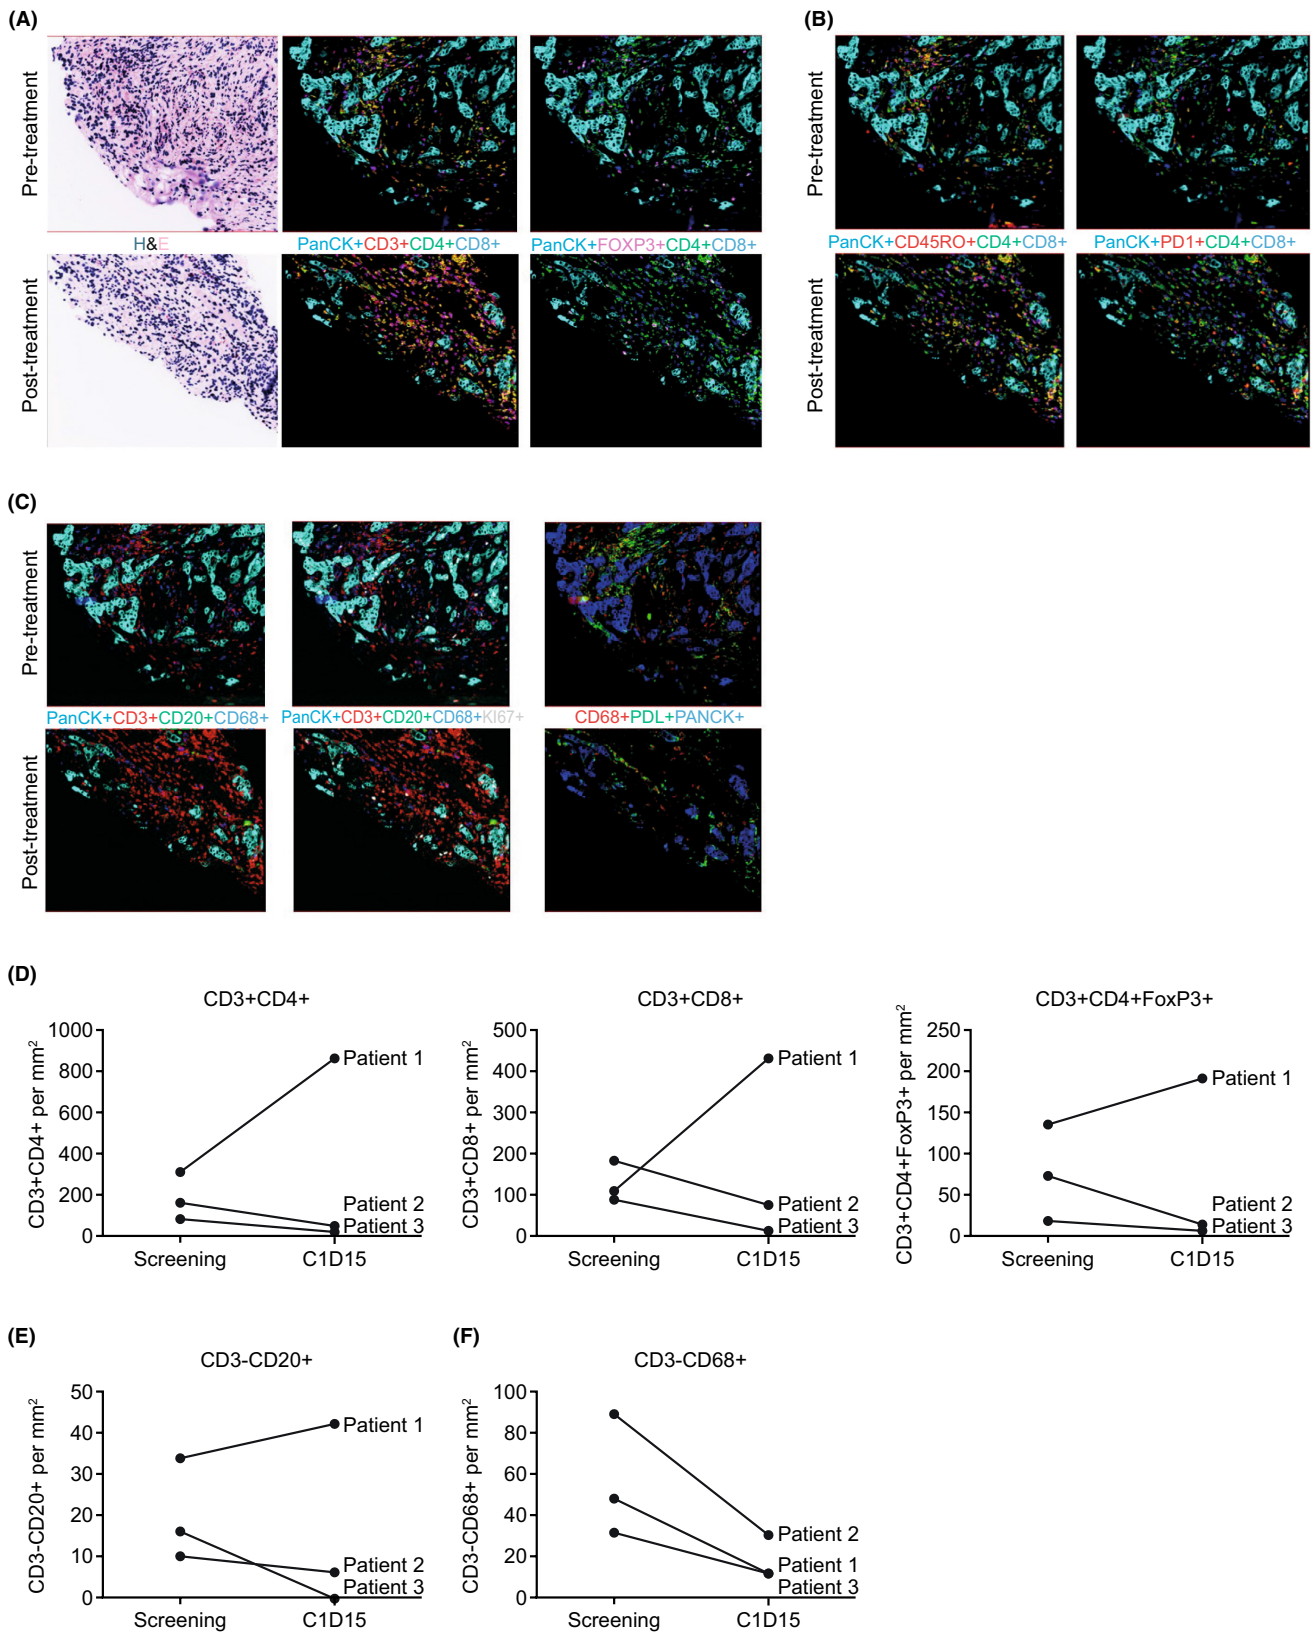 (A)
(B)
Pre-treatment
Pre-treatment
H&E
PanCK+CD3+CD4+CD8+
PanCK+FOXP3+CD4+CD8+
PanCK+CD45RO+CD4+CD8+
PanCK+PD1+CD4+CD8+
Post-treatment
Post-treatment
(C)
Pre-treatment
PanCK+CD3+CD20+CD68+
PanCK+CD3+CD20+CD68+KI67+
CD68+PDL+PANCK+
Post-treatment
(D)
CD3+CD4+
CD3+CD4+ per mm²
1000
800
600
400
200
0
Patient 1
Patient 2
Patient 3
Screening
C1D15
CD3+CD8+
CD3+CD8+ per mm²
500
400
300
200
100
0
Patient 1
Patient 2
Patient 3
Screening
C1D15
CD3+CD4+FoxP3+
CD3+CD4+FoxP3+ per mm²
250
200
150
100
50
0
Patient 1
Patient 2
Patient 3
Screening
C1D15
(E)
CD3-CD20+
CD3-CD20+ per mm²
50
40
30
20
10
0
Patient 1
Patient 2
Patient 3
Screening
C1D15
(F)
CD3-CD68+
CD3-CD68+ per mm²
100
80
60
40
20
0
Patient 2
Patient 1
Patient 3
Screening
C1D15